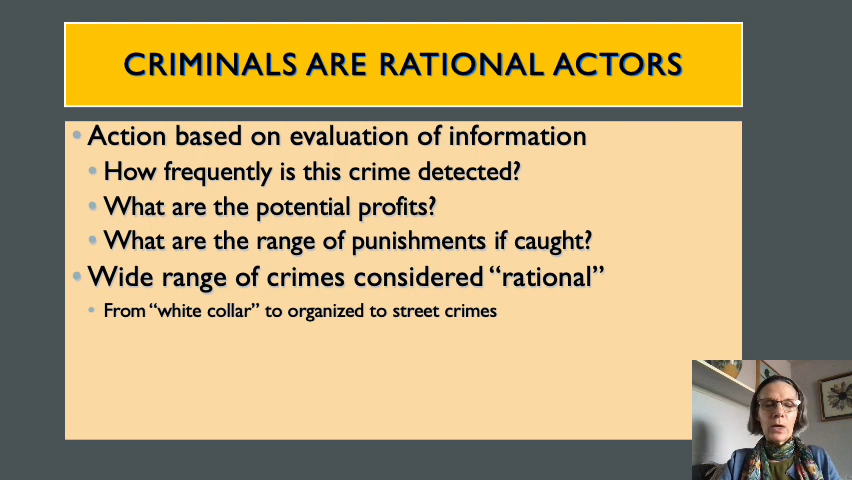 CRIMINALS ARE RATIONAL ACTORS
• Action based on evaluation of information
• How frequently is this crime detected?
• What are the potential profits?
• What are the range of punishments if caught?
• Wide range of crimes considered “rational”
• From “white collar” to organized to street crimes